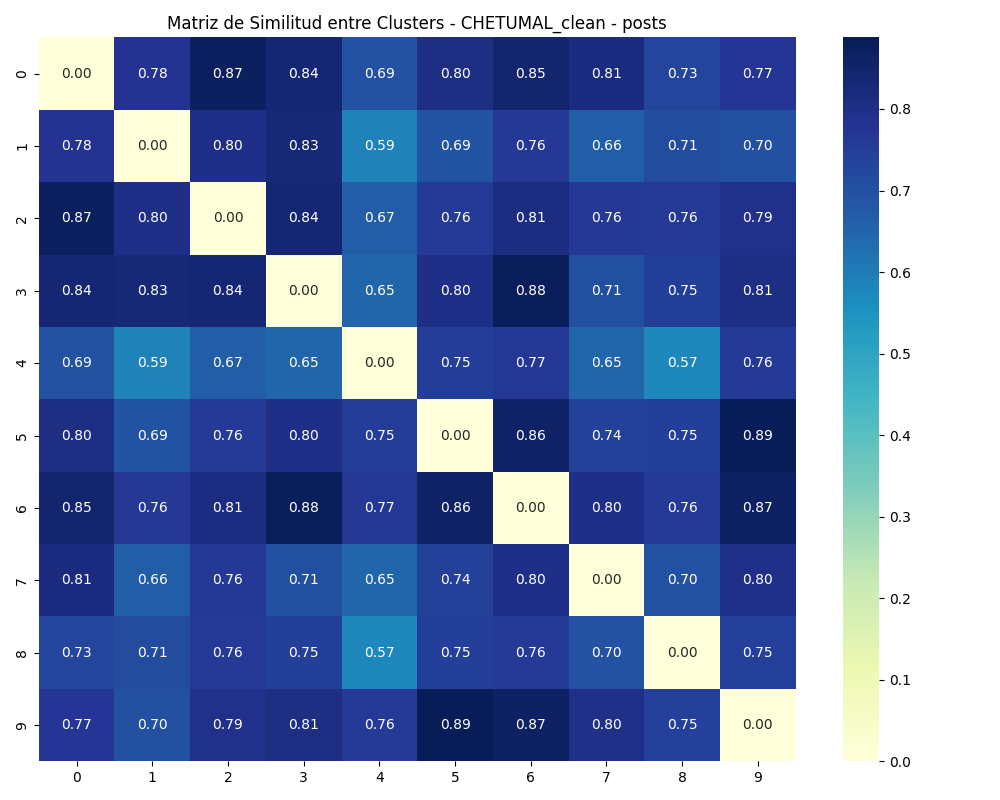 Matriz de Similitud entre Clusters - CHETUMAL_clean - posts
0 0.00 0.78 0.87 0.84 0.69 0.80 0.85 0.81 0.73 0.77
1 0.78 0.00 0.80 0.83 0.59 0.69 0.76 0.66 0.71 0.70
2 0.87 0.80 0.00 0.84 0.67 0.76 0.81 0.76 0.76 0.79
3 0.84 0.83 0.84 0.00 0.65 0.80 0.88 0.71 0.75 0.81
4 0.69 0.59 0.67 0.65 0.00 0.75 0.77 0.65 0.57 0.76
5 0.80 0.69 0.76 0.80 0.75 0.00 0.86 0.74 0.75 0.89
6 0.85 0.76 0.81 0.88 0.77 0.86 0.00 0.80 0.76 0.87
7 0.81 0.66 0.76 0.71 0.65 0.74 0.80 0.00 0.70 0.80
8 0.73 0.71 0.76 0.75 0.57 0.75 0.76 0.70 0.00 0.75
9 0.77 0.70 0.79 0.81 0.76 0.89 0.87 0.80 0.75 0.00
0 1 2 3 4 5 6 7 8 9
0.8
0.7
0.6
0.5
0.4
0.3
0.2
0.1
0.0